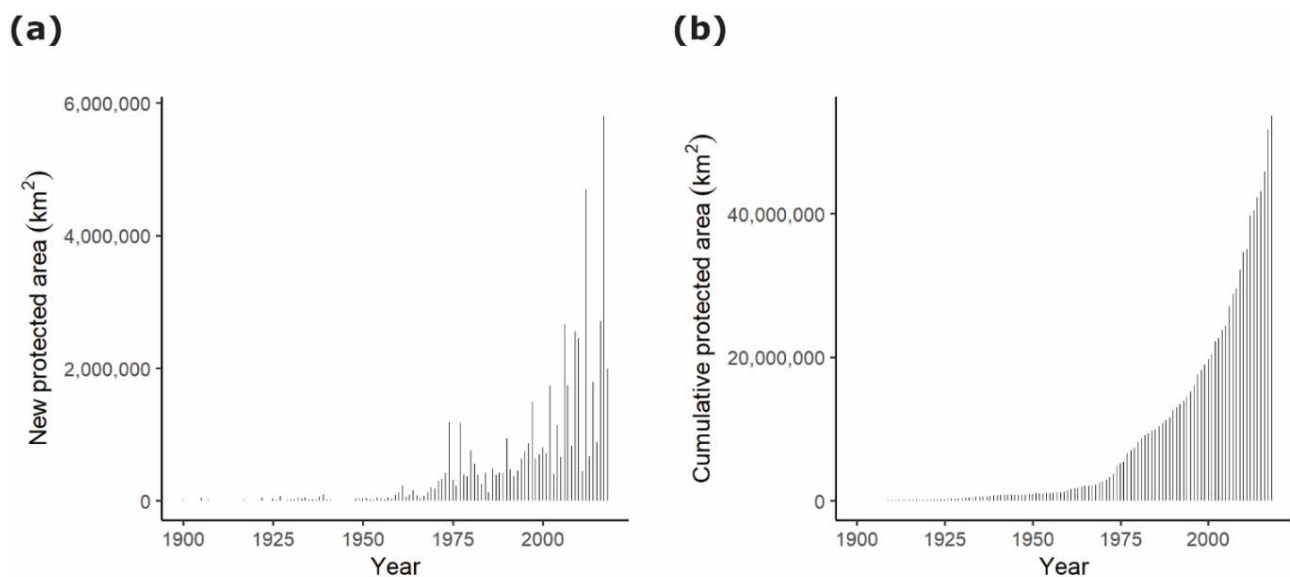 (a)
New protected area (km²)
6,000,000
4,000,000
2,000,000
0
1900
1925
1950
1975
2000
Year
(b)
Cumulative protected area (km²)
40,000,000
20,000,000
0
1900
1925
1950
1975
2000
Year